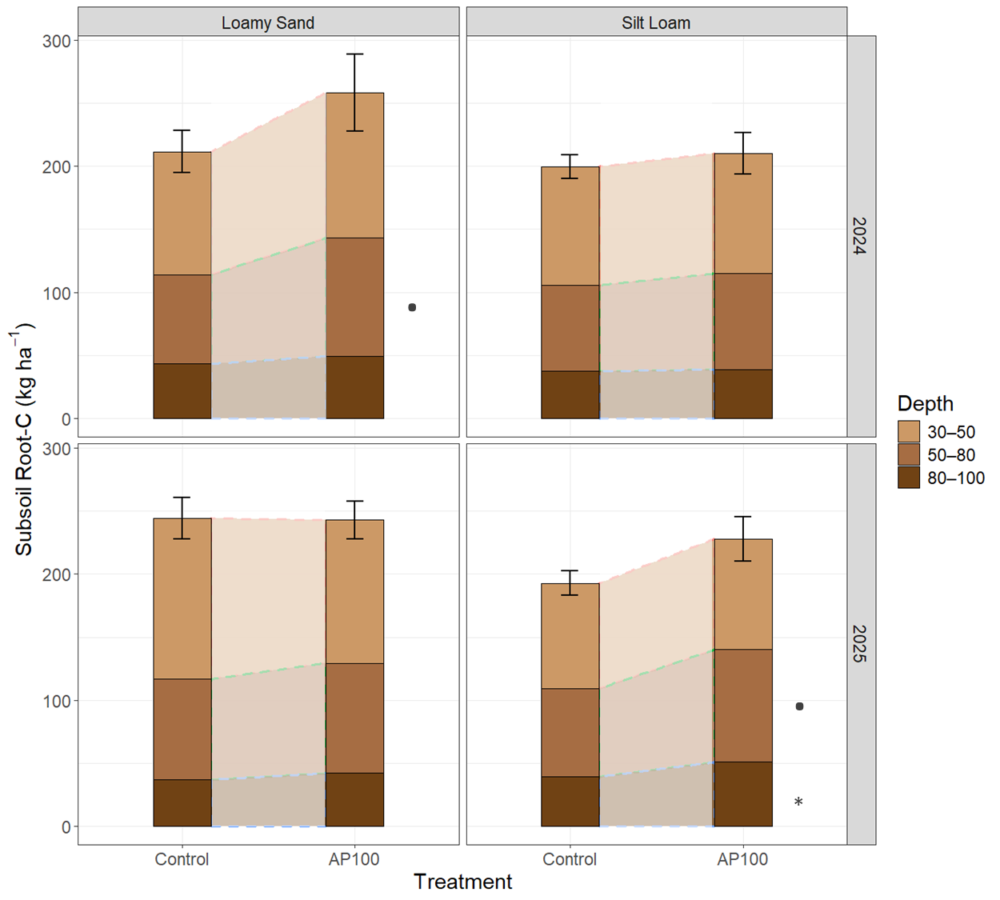 Loamy Sand
Silt Loam
300
200
100
0
2024
300
200
100
0
2025
Subsoil Root-C (kg ha⁻¹)
Control
AP100
Control
AP100
Treatment
Depth
30–50
50–80
80–100
*